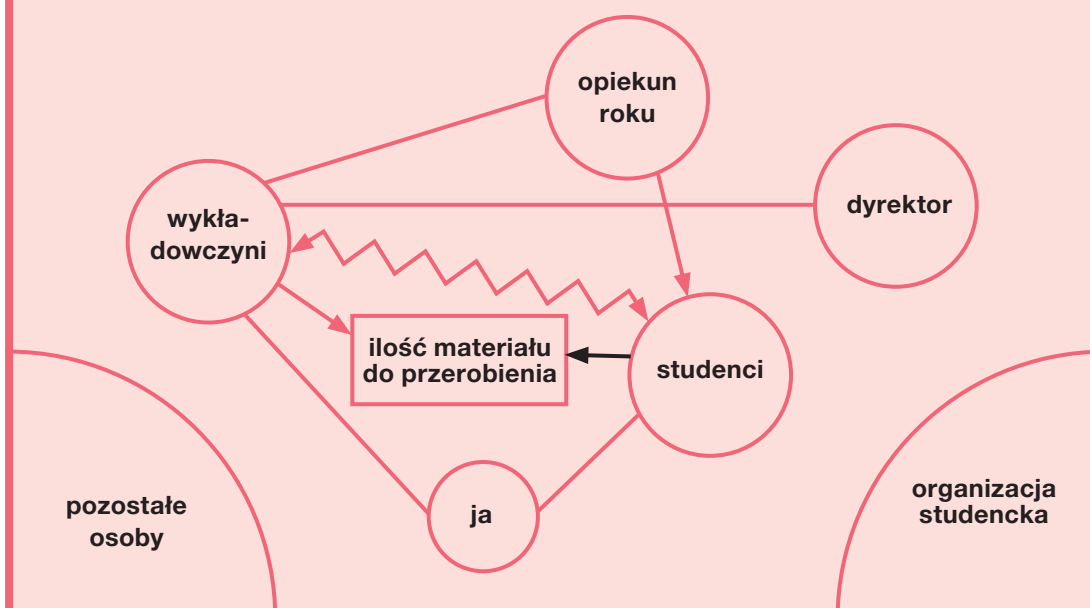 opiekun
roku
dyrektor
wykła-
dowczyni
ilość materiału
do przerobienia
studenci
ja
pozostałe
osoby
organizacja
studencka